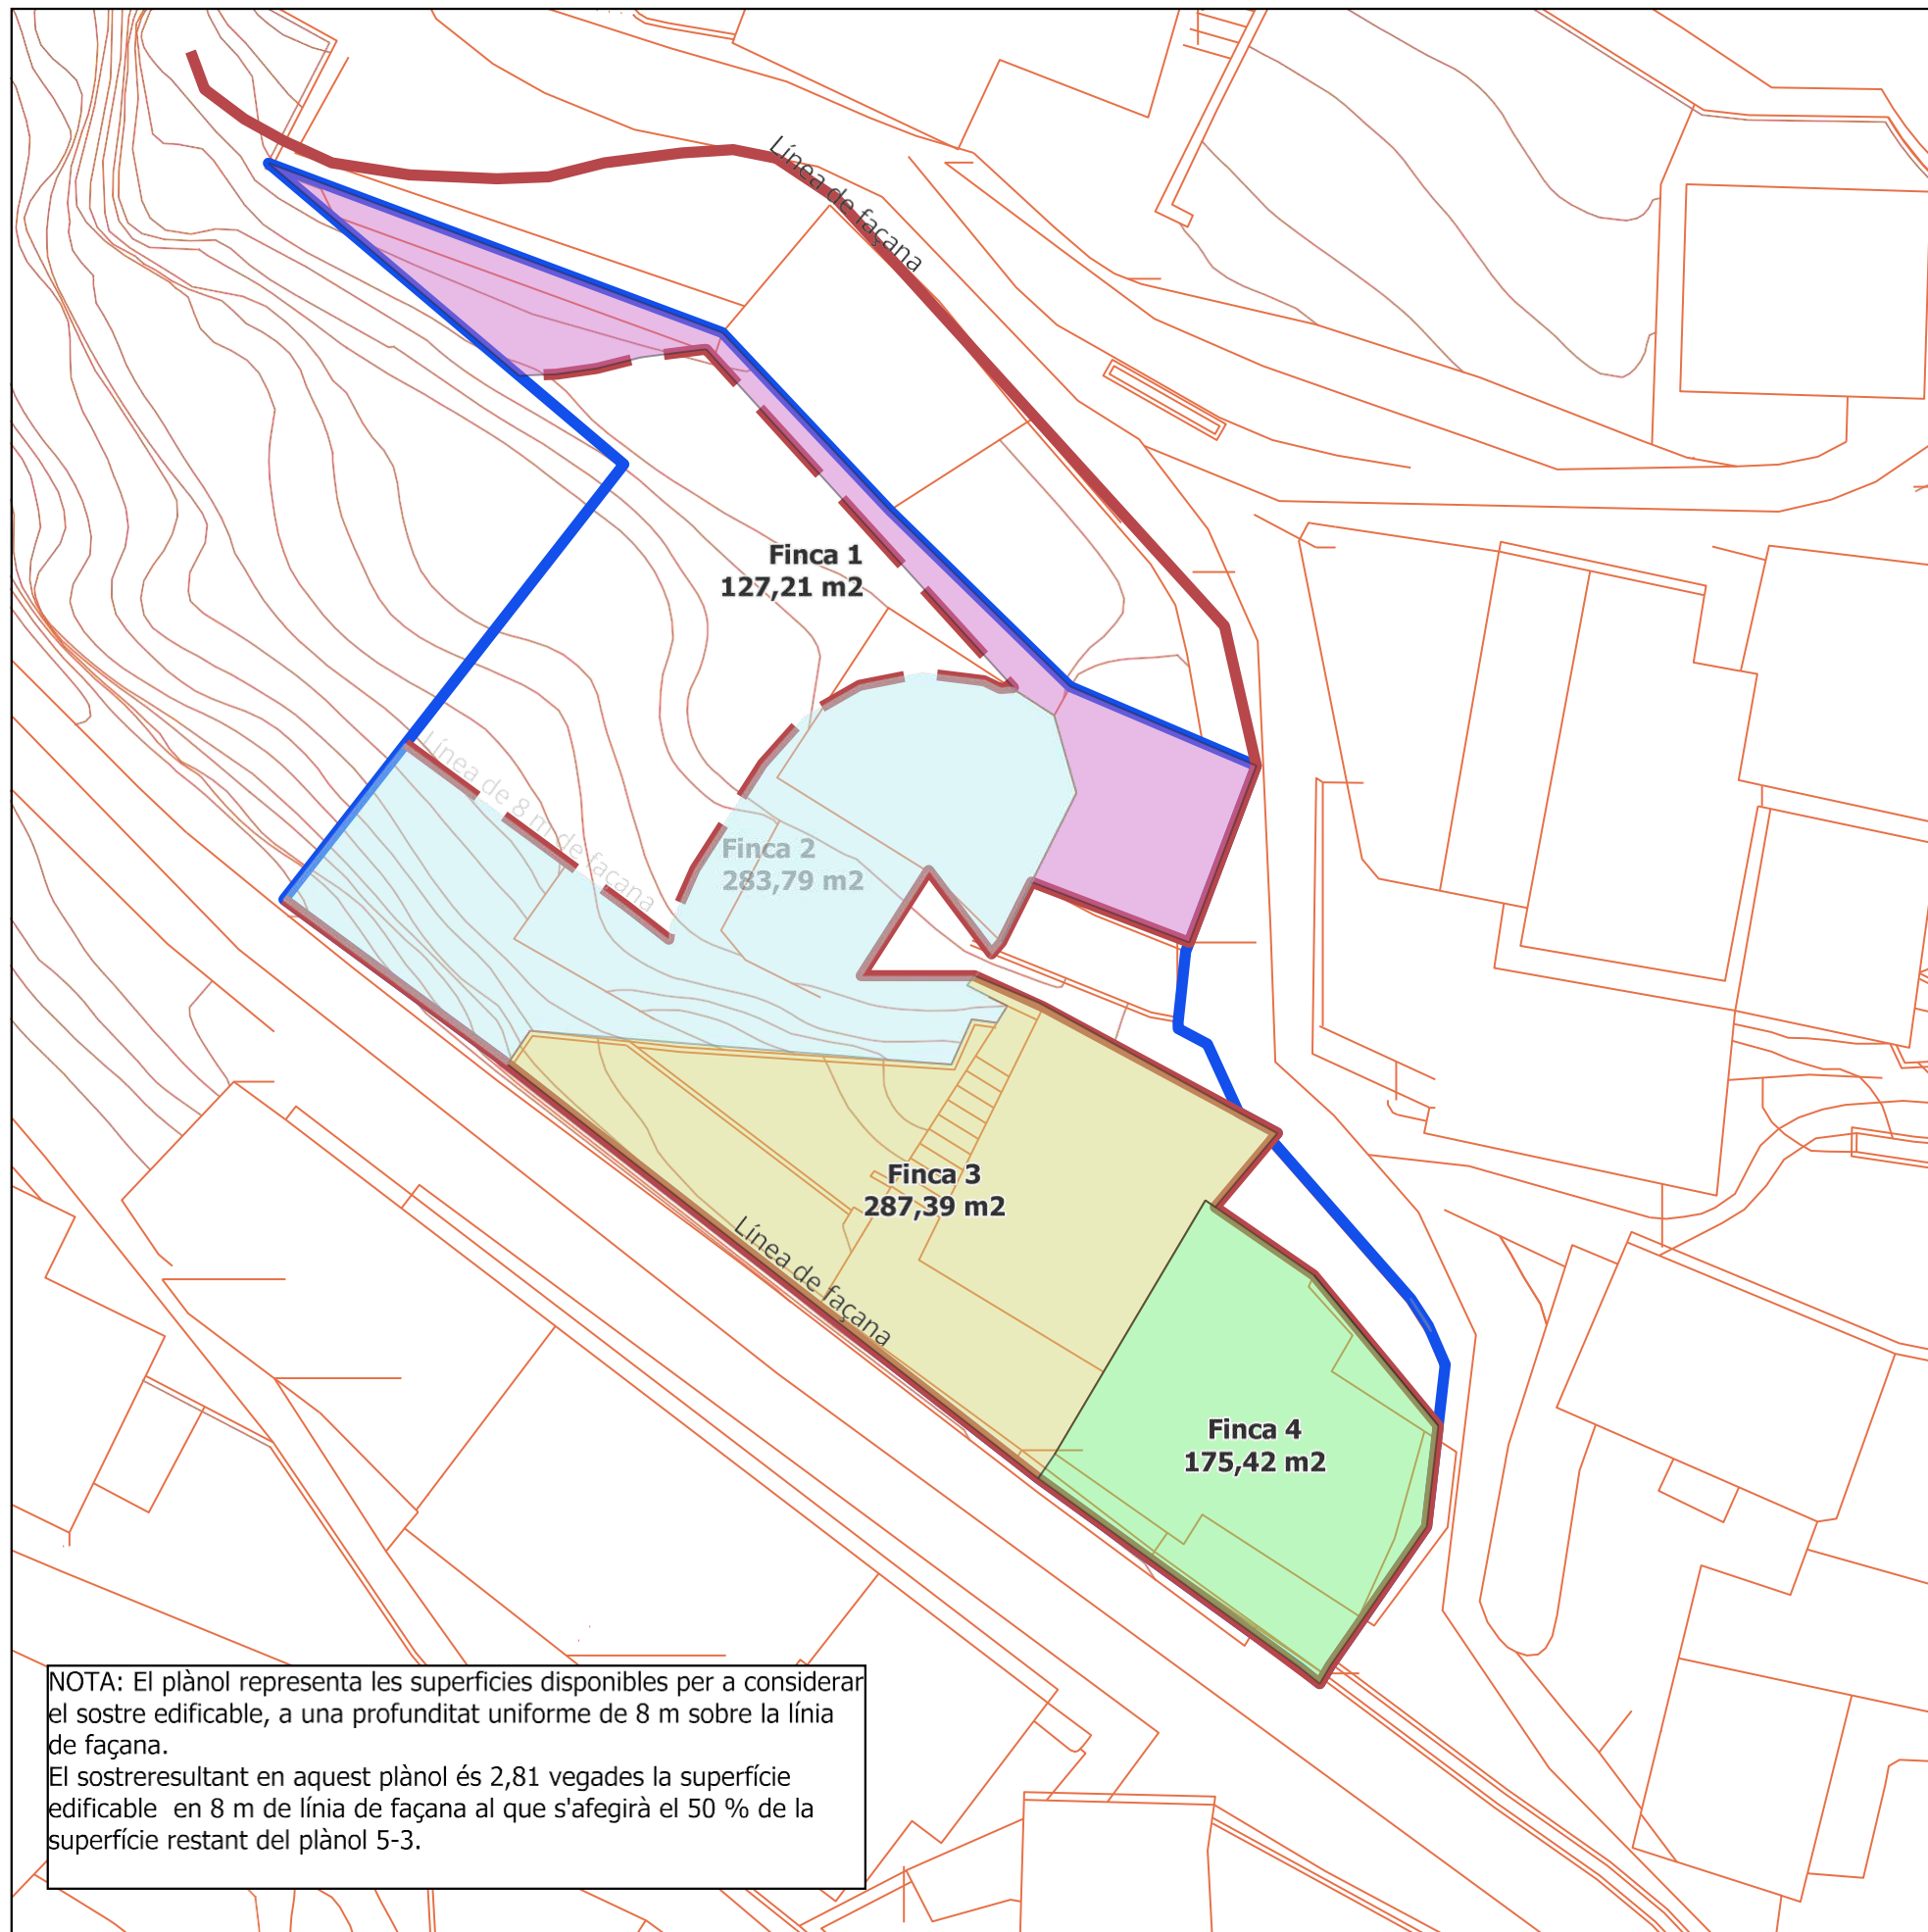 Línea de façana
Finca 1
127,21 m2
Línea de 8 m de façana
Finca 2
283,79 m2
Finca 3
287,39 m2
Línea de façana
Finca 4
175,42 m2
NOTA: El plànol representa les superficies disponibles per a considerar
el sostre edificable, a una profunditat uniforme de 8 m sobre la línia
de façana.
El sostreresultant en aquest plànol és 2,81 vegades la superfície
edificable en 8 m de línia de façana al que s'afegirà el 50 % de la
superfície restant del plànol 5-3.